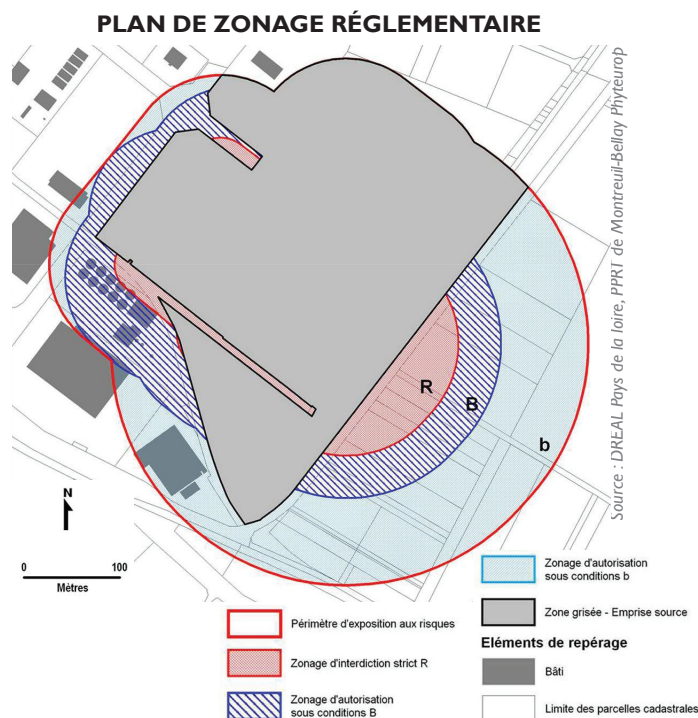 PLAN DE ZONAGE RÉGLEMENTAIRE
Source : DREAL Pays de la loire, PPRT de Montreuil-Bellay Phyteurop
R
B
b
N
0 100
Mètres
Périmètre d'exposition aux risques
Zonage d'interdiction strict R
Zonage d'autorisation
sous conditions B
Zonage d'autorisation
sous conditions b
Zone grisée - Emprise source
Eléments de repérage
Bâti
Limite des parcelles cadastrales